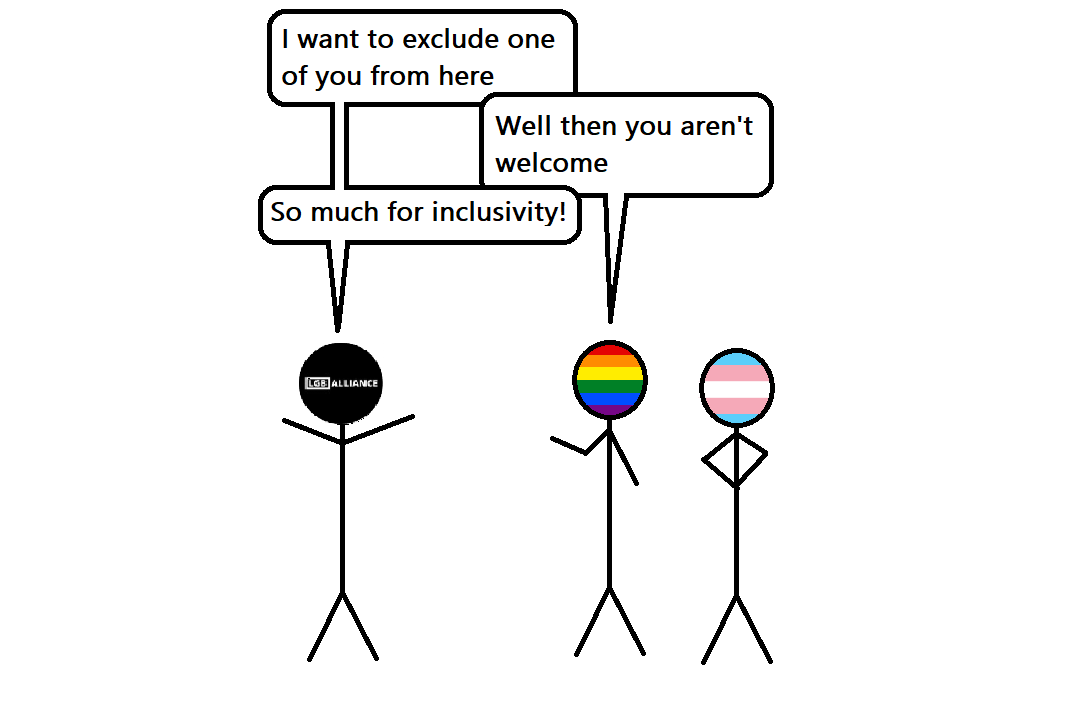 I want to exclude one
of you from here
Well then you aren't
welcome
So much for inclusivity!
LGB ALLIANCE